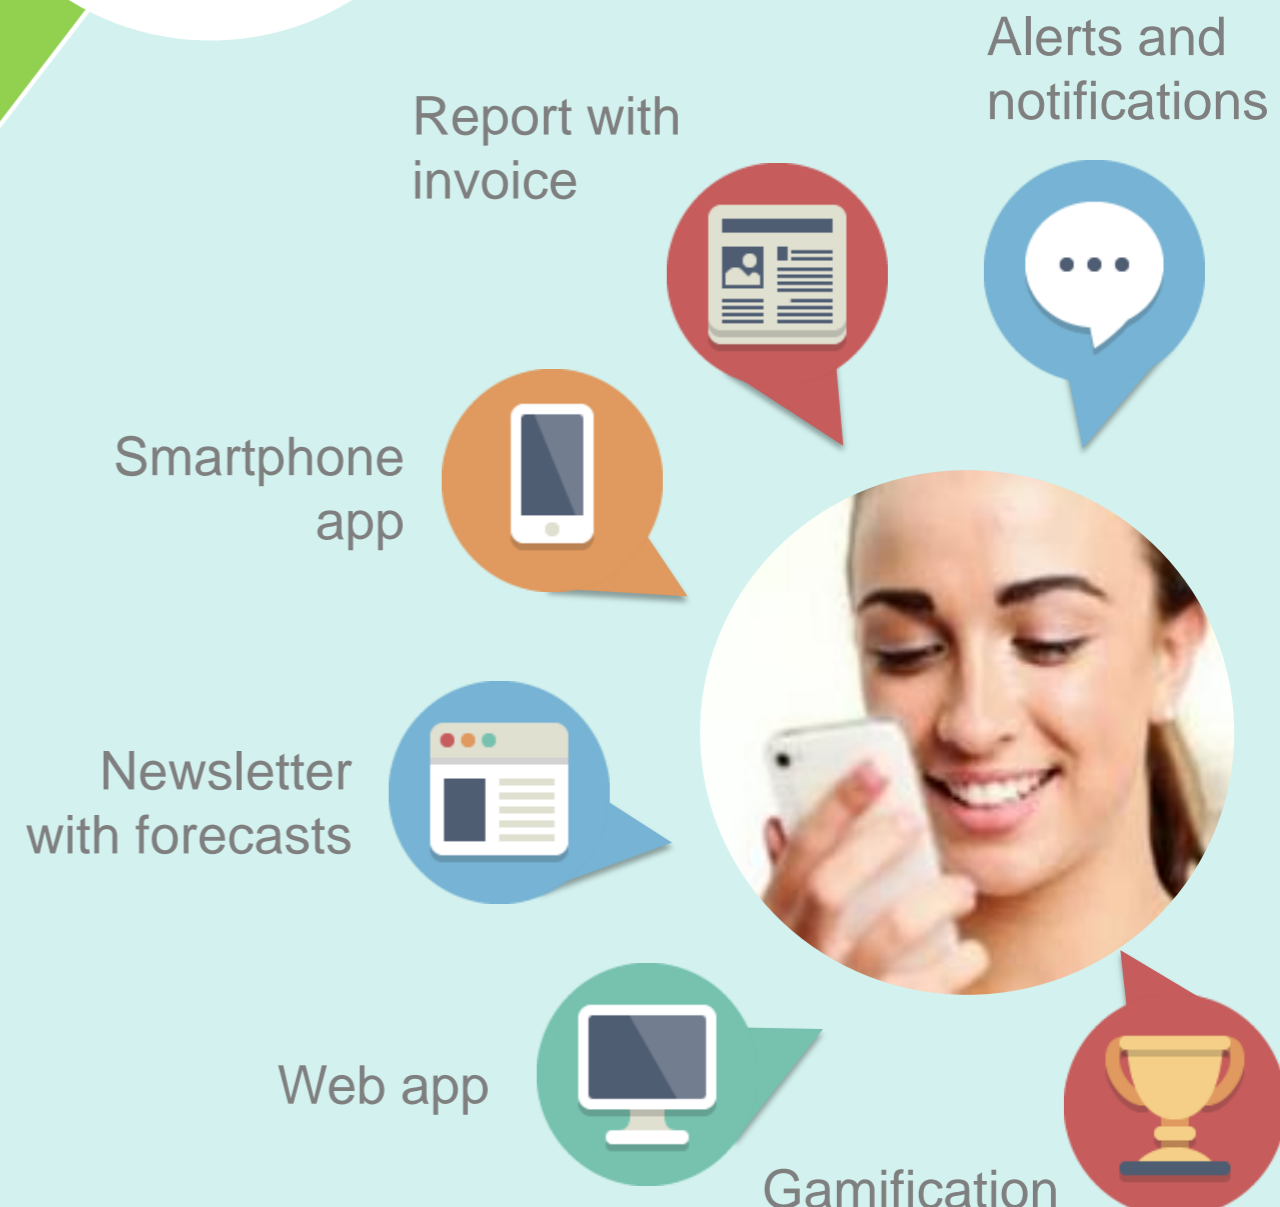 Alerts and
notifications
Report with
invoice
Smartphone
app
Newsletter
with forecasts
Web app
Gamification